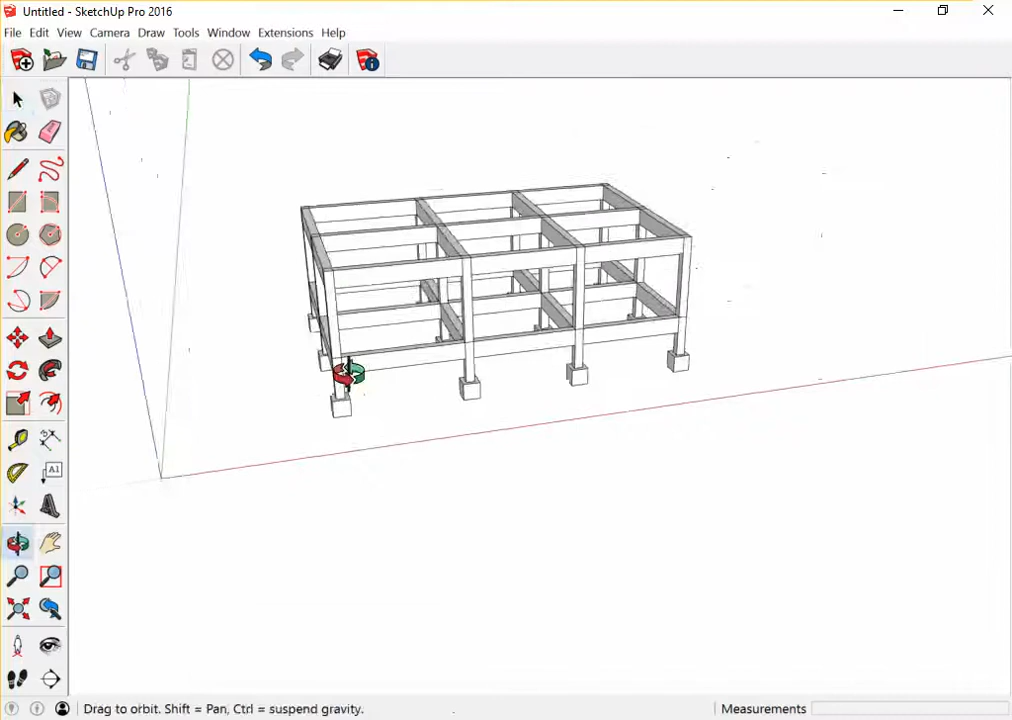 Untitled - SketchUp Pro 2016
File Edit View Camera Draw Tools Window Extensions Help
A1
Drag to orbit. Shift = Pan, Ctrl = suspend gravity.
Measurements